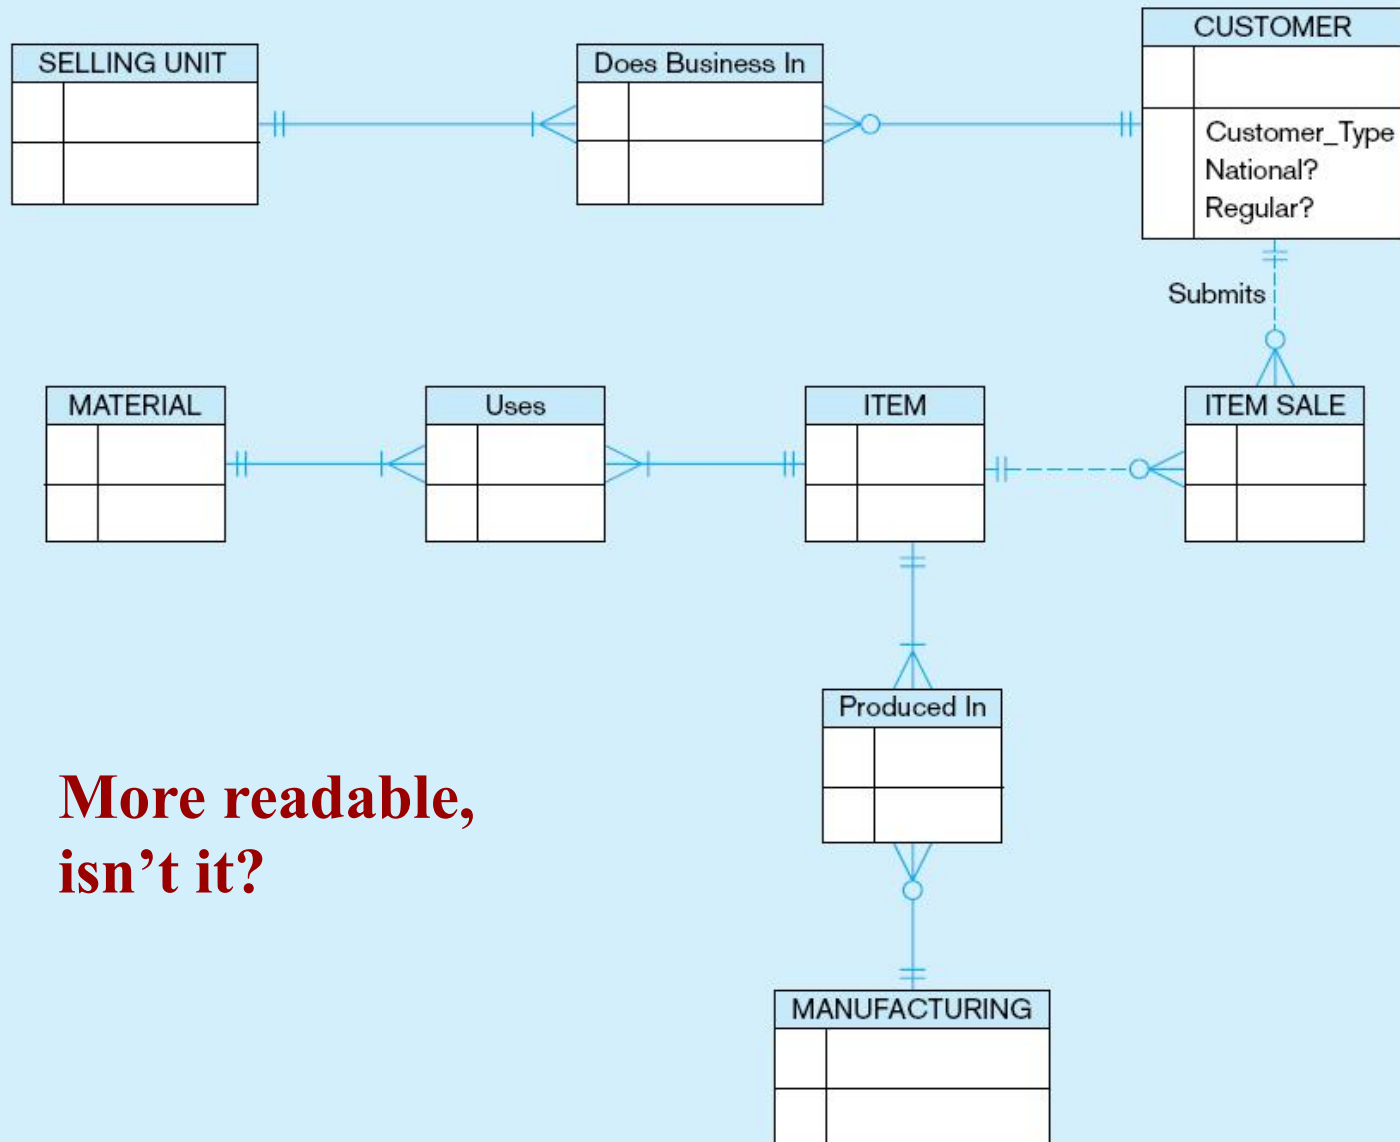 SELLING UNIT
Does Business In
CUSTOMER
Customer_Type
National?
Regular?
Submits
MATERIAL
Uses
ITEM
ITEM SALE
Produced In
More readable,
isn’t it?
MANUFACTURING